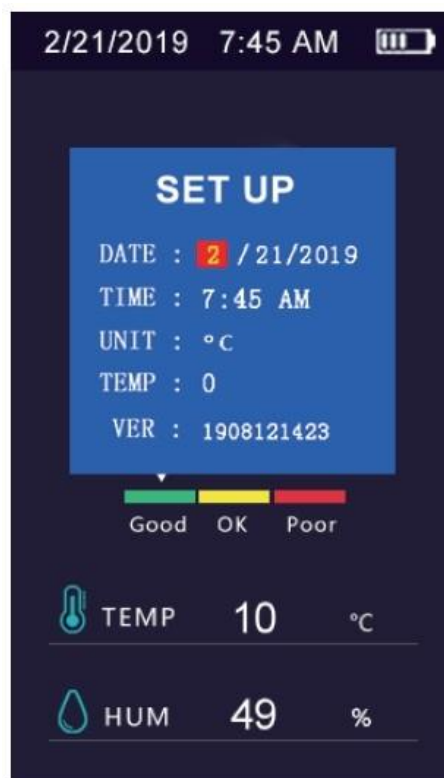 2/21/2019 7:45 AM
SET UP
DATE : 2/21/2019
TIME : 7:45 AM
UNIT : °C
TEMP : 0
VER : 1908121423
Good OK Poor
TEMP 10 °C
HUM 49 %